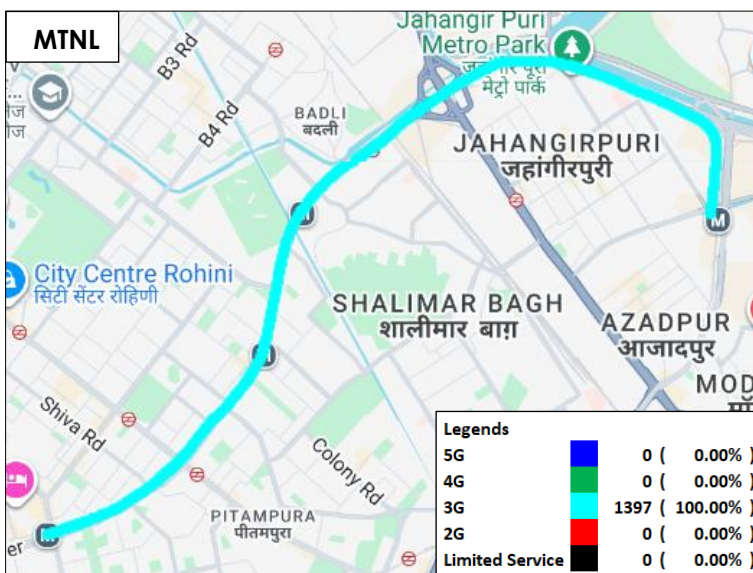 MTNL
Jahangir Puri
Metro Park
जहांगीर पूरी
मेट्रो पार्क
B3 Rd
B4 Rd
BADLI
बदली
JAHANGIRPURI
जहांगीरपुरी
M
M
City Centre Rohini
सिटी सेंटर रोहिणी
SHALIMAR BAGH
शालीमार बाग़
AZADPUR
आजादपुर
MOD
M
Shiva Rd
Colony Rd
PITAMPURA
पीतमपुरा
M
er
Legends
5G 0 ( 0.00% )
4G 0 ( 0.00% )
3G 1397 ( 100.00% )
2G 0 ( 0.00% )
Limited Service 0 ( 0.00% )